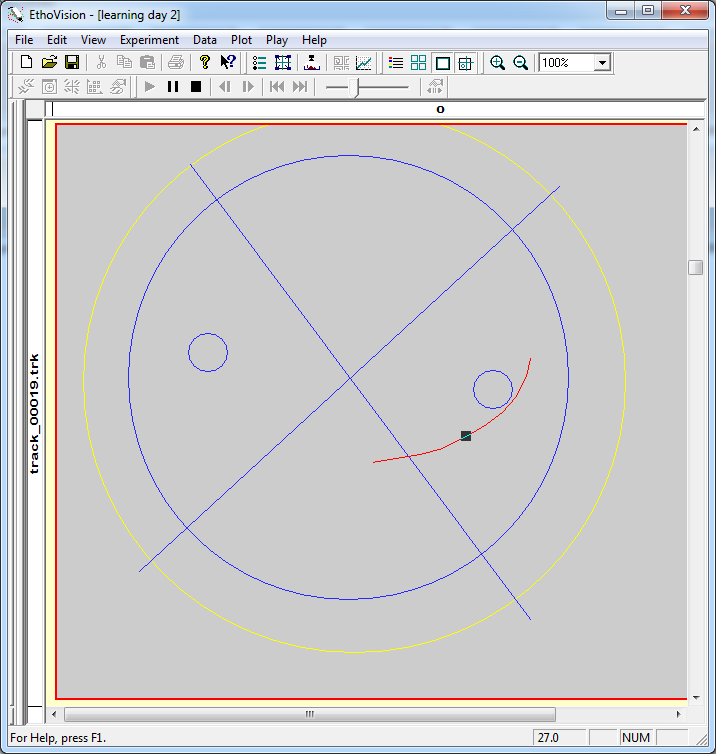 EthoVision - [learning day 2]
File Edit View Experiment Data Plot Play Help
100%
o
track_00019.trk
For Help, press F1.
27.0
NUM